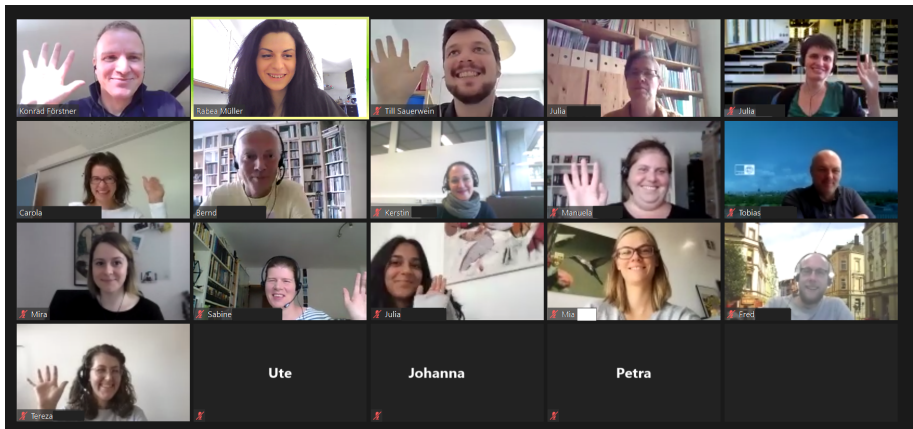 Konrad Förstner
Rabea Müller
Till Sauerwein
Julia
Julia
Carola
Bernd
Kerstin
Manuela
Tobias
Mira
Sabine
Julia
Mia
Fred
Tereza
Ute
Johanna
Petra